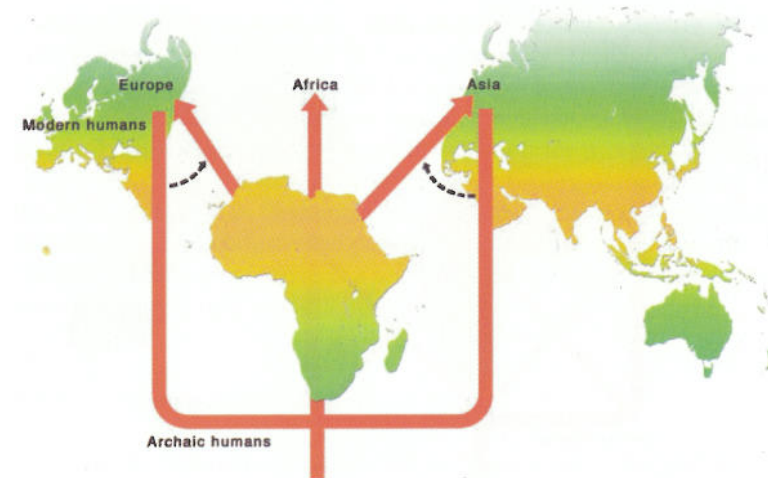 Europe
Africa
Asia
Modern humans
Archaic humans